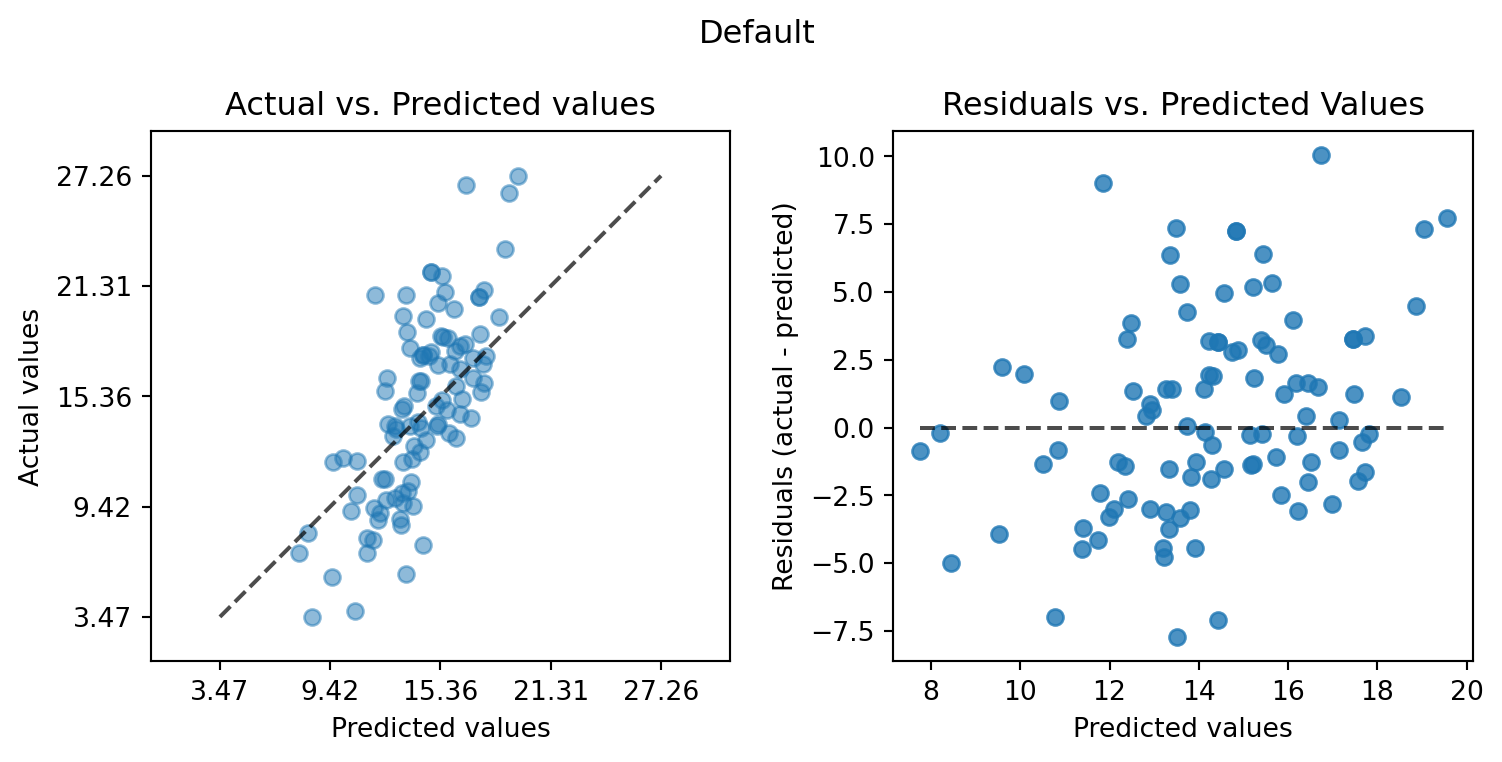 Default
Actual vs. Predicted values
Actual values
27.26
21.31
15.36
9.42
3.47
3.47 9.42 15.36 21.31 27.26
Predicted values
Residuals vs. Predicted Values
Residuals (actual - predicted)
10.0
7.5
5.0
2.5
0.0
−2.5
−5.0
−7.5
8 10 12 14 16 18 20
Predicted values